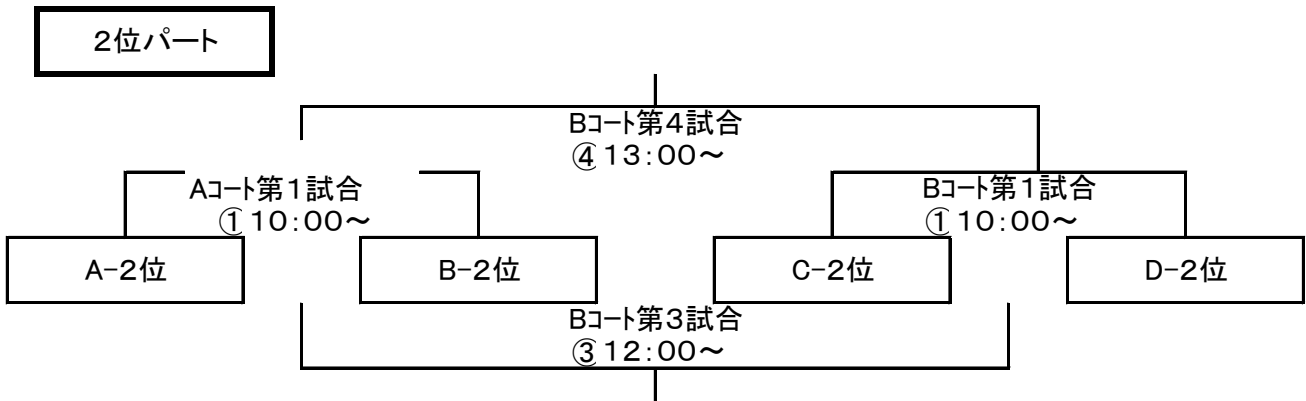 ２位パート
Bｺｰﾄ第４試合
④１３：００～
Aｺｰﾄ第１試合
①１０：００～
Bｺｰﾄ第１試合
①１０：００～
A-２位
B-２位
C-２位
D-２位
Bｺｰﾄ第３試合
③１２：００～